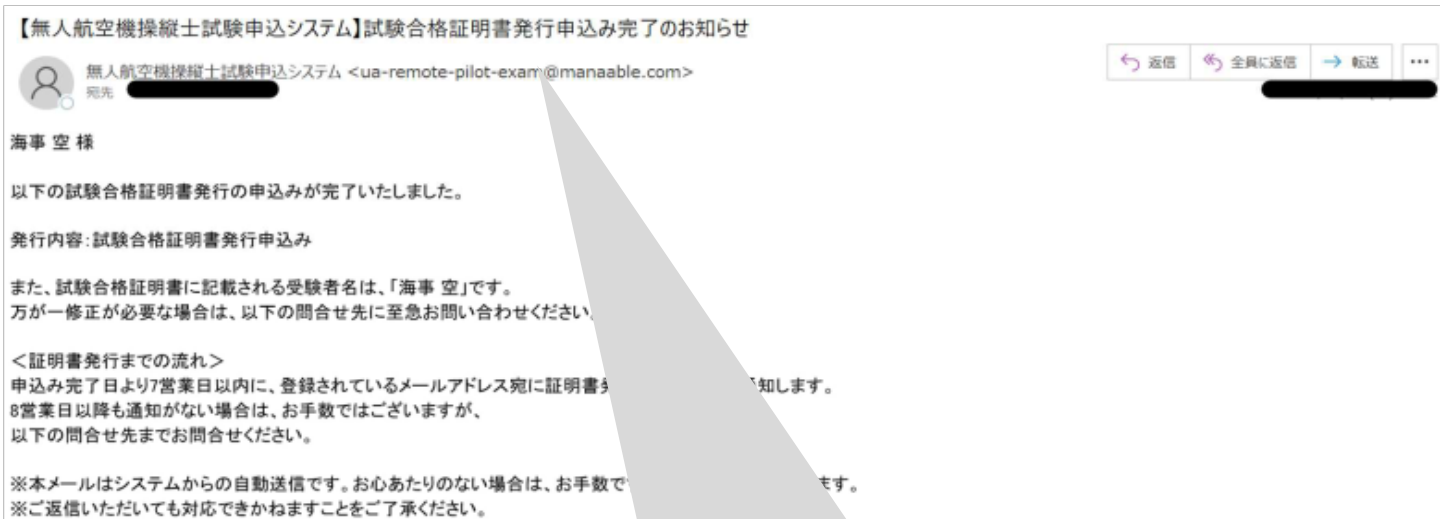 【無人航空機操縦士試験申込システム】試験合格証明書発行申込み完了のお知らせ
無人航空機操縦士試験申込システム <ua-remote-pilot-exam@manaable.com>
返信 全員に返信 転送 …
宛先
海事 空 様
以下の試験合格証明書発行の申込みが完了いたしました。
発行内容:試験合格証明書発行申込み
また、試験合格証明書に記載される受験者名は、「海事 空」です。
万が一修正が必要な場合は、以下の問合せ先に至急お問い合わせください。
<証明書発行までの流れ>
申込み完了日より7営業日以内に、登録されているメールアドレス宛に証明書 知します。
8営業日以降も通知がない場合は、お手数ではございますが、
以下の問合せ先までお問合せください。
※本メールはシステムからの自動送信です。お心あたりのない場合は、お手数で ます。
※ご返信いただいても対応できかねますことをご了承ください。